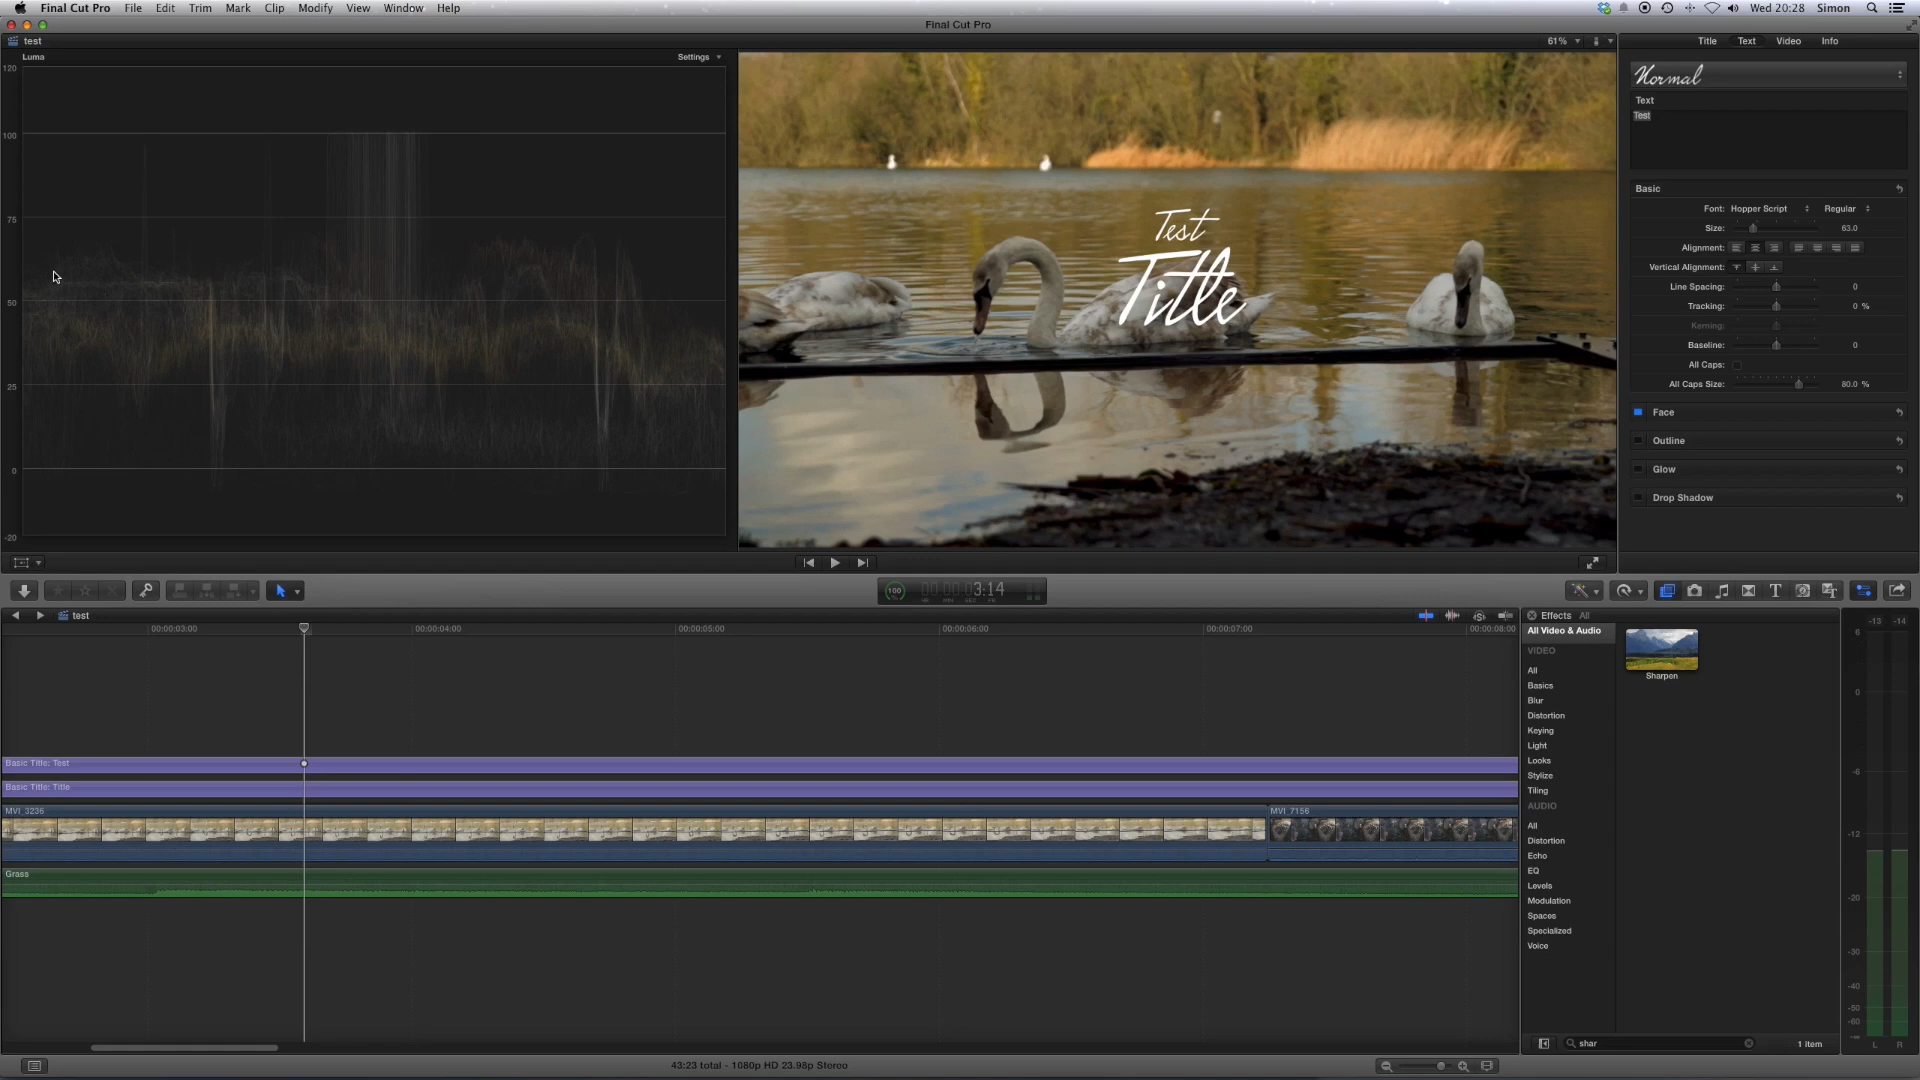 Final Cut Pro File Edit Trim Mark Clip Modify View Window Help Wed 20:28 Simon
Final Cut Pro
test
61%
Title Text Video Info
Luma
Settings
120
100
75
50
25
0
-20
Test
Title
Normal
Text
Test
Basic
Font: Hopper Script Regular
Size: 63.0
Alignment:
Vertical Alignment:
Line Spacing: 0
Tracking: 0 %
Kerning:
Baseline: 0
All Caps:
All Caps Size: 80.0 %
Face
Outline
Glow
Drop Shadow
100 00:00:03:14
HR MIN SEC FR
test
00:00:03:00 00:00:04:00 00:00:05:00 00:00:06:00 00:00:07:00 00:00:08:00
Basic Title: Test
Basic Title: Title
MVI_3236 MVI_7156
Grass
Effects All
All Video & Audio
VIDEO
All
Basics
Blur
Distortion
Keying
Light
Looks
Stylize
Tiling
AUDIO
All
Distortion
Echo
EQ
Levels
Modulation
Spaces
Specialized
Voice
Sharpen
shar
1 item
-13 -14
6
0
-6
-12
-20
-30
-40
-50
-60
-∞
L R
43:23 total - 1080p HD 23.98p Stereo